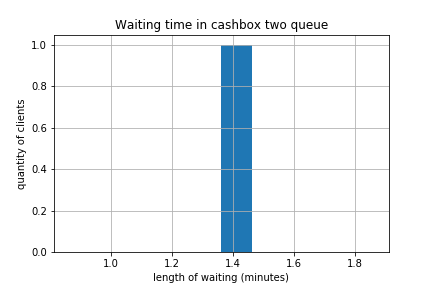 Waiting time in cashbox two queue
1.0
0.8
0.6
0.4
0.2
0.0
quantity of clients
1.0 1.2 1.4 1.6 1.8
length of waiting (minutes)